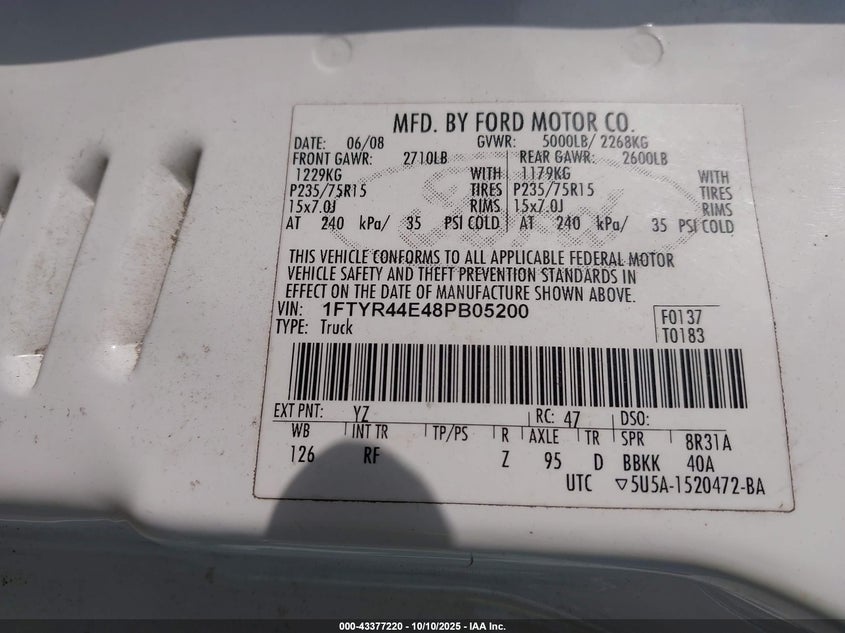 MFD. BY FORD MOTOR CO.
DATE: 06/08 GVWR: 5000LB/ 2268KG
FRONT GAWR: 2710LB REAR GAWR: 2600LB
1229KG WITH 1179KG WITH
P235/75R15 TIRES P235/75R15 TIRES
15x7.0J RIMS 15x7.0J RIMS
AT 240 kPa/ 35 PSI COLD AT 240 kPa/ 35 PSI COLD
Ford
THIS VEHICLE CONFORMS TO ALL APPLICABLE FEDERAL MOTOR
VEHICLE SAFETY AND THEFT PREVENTION STANDARDS IN
EFFECT ON THE DATE OF MANUFACTURE SHOWN ABOVE.
VIN: 1FTYR44E48PB05200 F0137
TYPE: Truck T0183
EXT PNT: YZ RC: 47 DSO:
WB INT TR TP/PS R AXLE TR SPR 8R31A
126 RF Z 95 D BBKK 40A
UTC ▽5U5A-1520472-BA
000-43377220 - 10/10/2025 - IAA Inc.